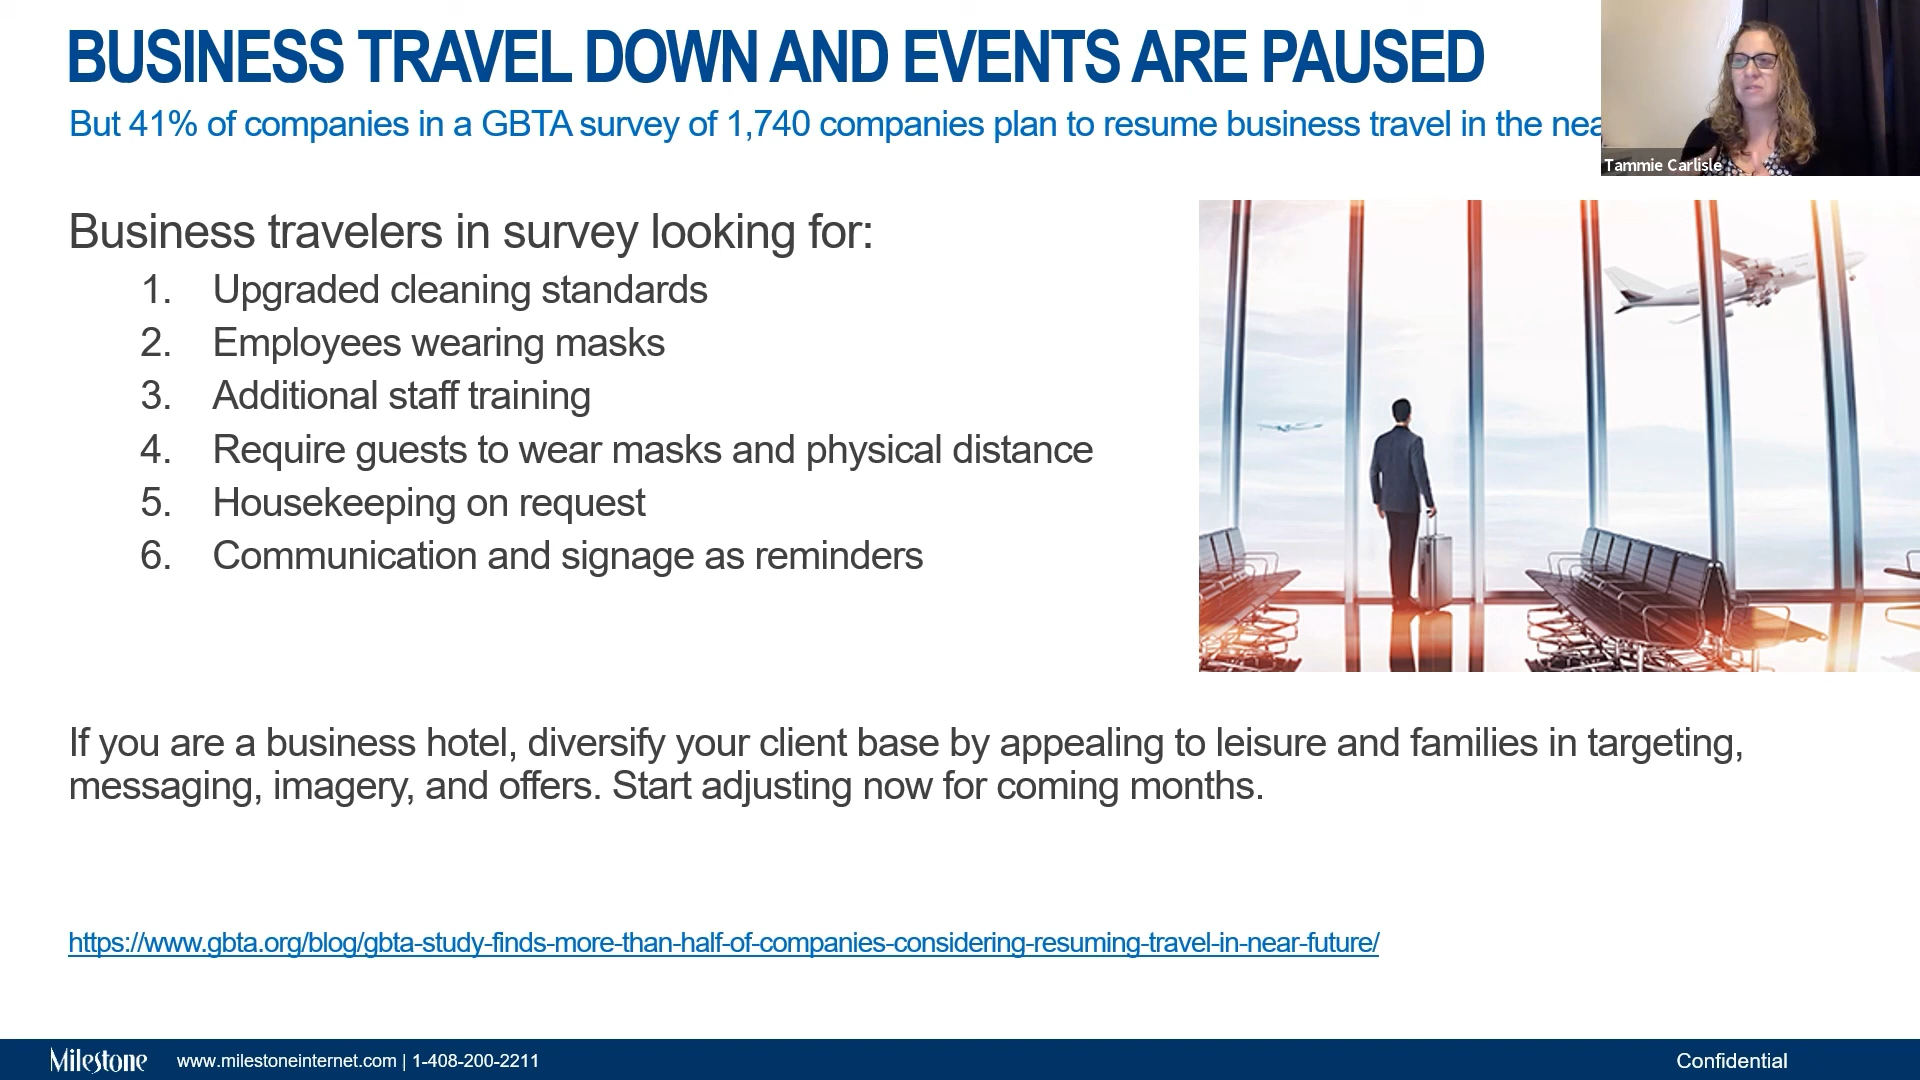 BUSINESS TRAVEL DOWN AND EVENTS ARE PAUSED
But 41% of companies in a GBTA survey of 1,740 companies plan to resume business travel in the
Tammie Carlisle
Business travelers in survey looking for:
1. Upgraded cleaning standards
2. Employees wearing masks
3. Additional staff training
4. Require guests to wear masks and physical distance
5. Housekeeping on request
6. Communication and signage as reminders
If you are a business hotel, diversify your client base by appealing to leisure and families in targeting,
messaging, imagery, and offers. Start adjusting now for coming months.
https://www.gbta.org/blog/gbta-study-finds-more-than-half-of-companies-considering-resuming-travel-in-near-future/
Milestone www.milestoneinternet.com | 1-408-200-2211 Confidential